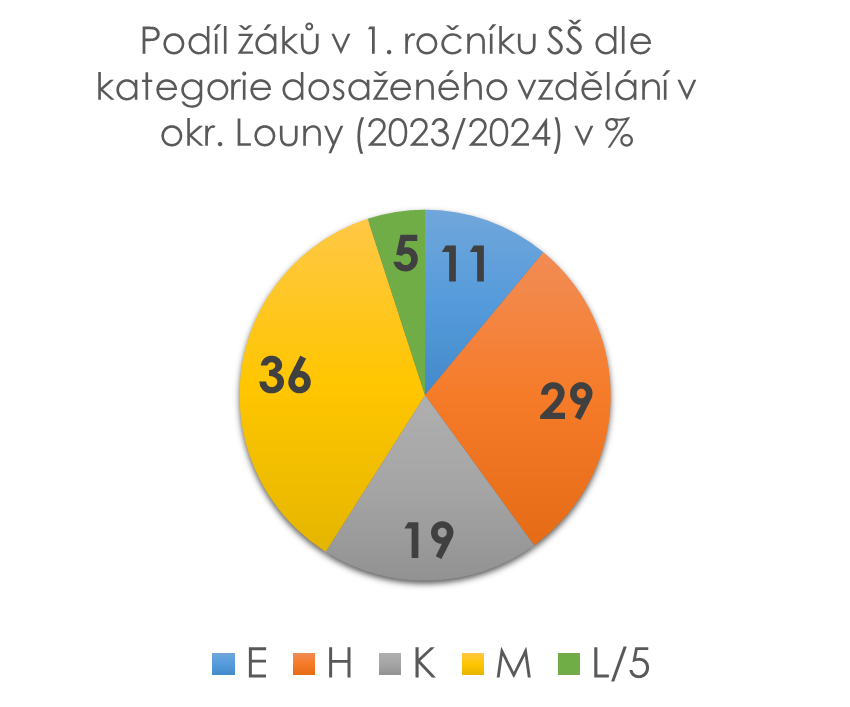 Podíl žáků v 1. ročníku SŠ dle
kategorie dosaženého vzdělání v
okr. Louny (2023/2024) v %
5
11
36
29
19
E
H
K
M
L/5